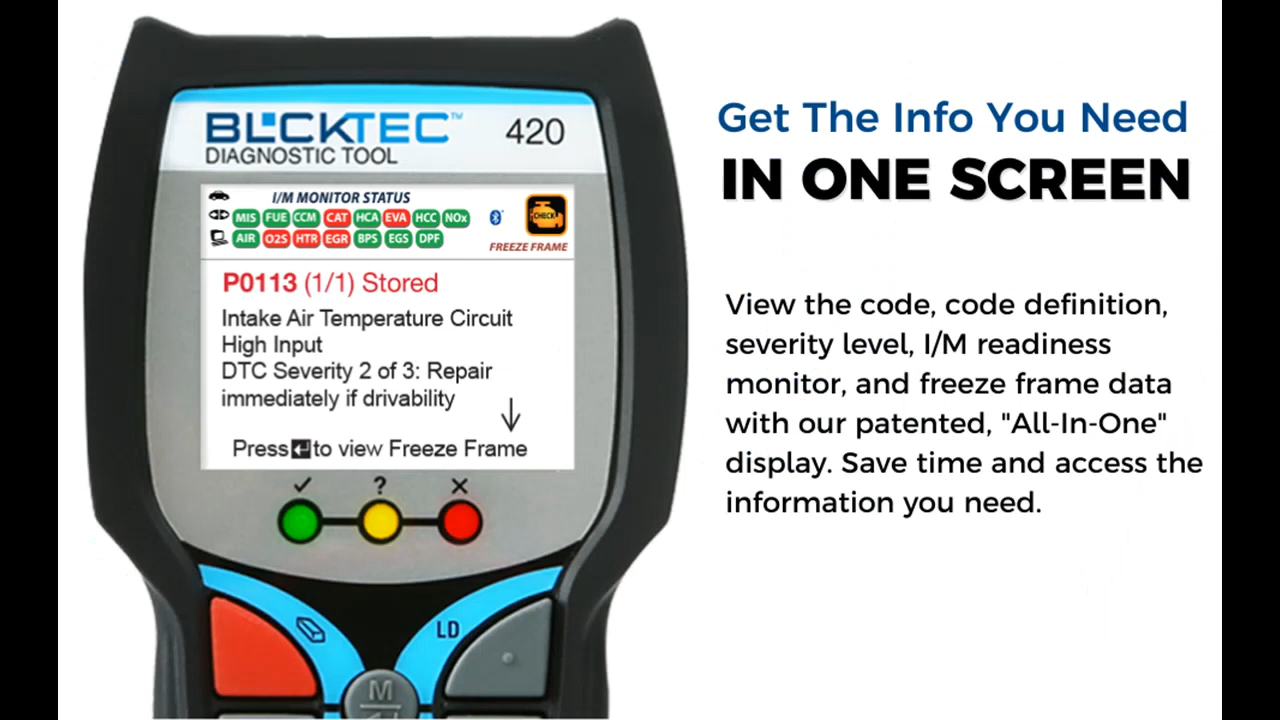 BLOCKTEC™ 420
DIAGNOSTIC TOOL
I/M MONITOR STATUS
MIS FUE CCM CAT HCA EVA HCC NOx
CHECK
AIR O2S HTR EGR BPS EGS DPF
FREEZE FRAME
P0113 (1/1) Stored
Intake Air Temperature Circuit
High Input
DTC Severity 2 of 3: Repair
immediately if drivability
Press to view Freeze Frame
?
LD
M
Get The Info You Need
IN ONE SCREEN
View the code, code definition,
severity level, I/M readiness
monitor, and freeze frame data
with our patented, "All-In-One"
display. Save time and access the
information you need.